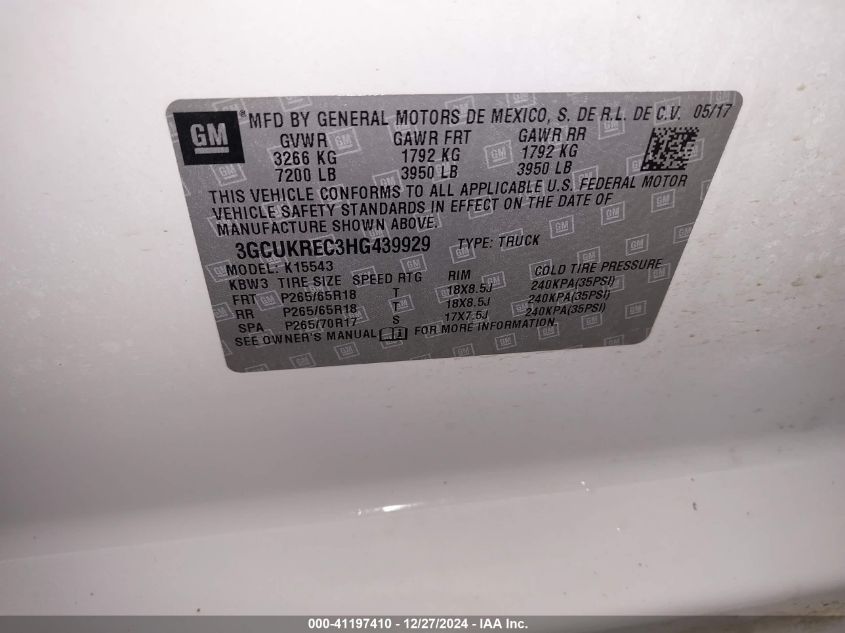 GM ® MFD BY GENERAL MOTORS DE MEXICO, S. DE R.L. DE C.V. 05/17
GVWR GAWR FRT GAWR RR
3266 KG 1792 KG 1792 KG
7200 LB 3950 LB 3950 LB
THIS VEHICLE CONFORMS TO ALL APPLICABLE U.S. FEDERAL MOTOR
VEHICLE SAFETY STANDARDS IN EFFECT ON THE DATE OF
MANUFACTURE SHOWN ABOVE.
3GCUKREC3HG439929 TYPE: TRUCK
MODEL: K15543
KBW3 TIRE SIZE SPEED RTG RIM COLD TIRE PRESSURE
FRT P265/65R18 T 18X8.5J 240KPA(35PSI)
RR P265/65R18 T 18X8.5J 240KPA(35PSI)
SPA P265/70R17 S 17X7.5J 240KPA(35PSI)
SEE OWNER'S MANUAL FOR MORE INFORMATION.
000-41197410 - 12/27/2024 - IAA Inc.